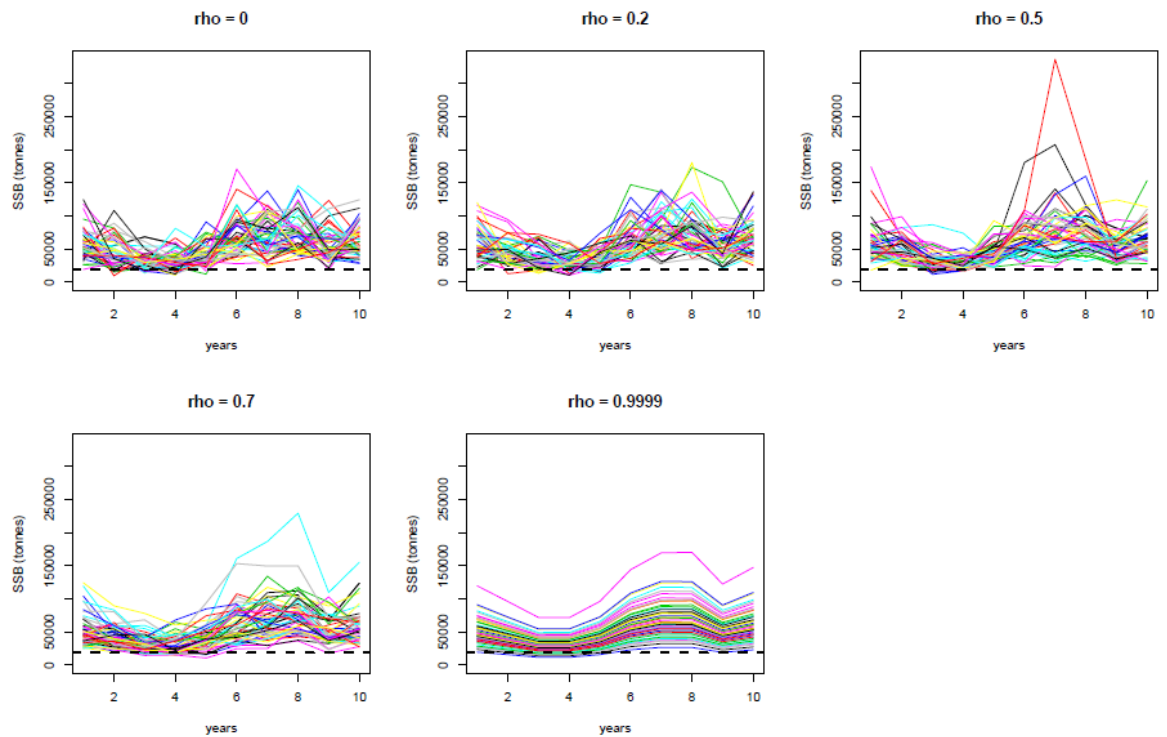 rho = 0
rho = 0.2
rho = 0.5
SSB (tonnes)
0 50000 150000 250000
2 4 6 8 10
years
SSB (tonnes)
0 50000 150000 250000
2 4 6 8 10
years
SSB (tonnes)
0 50000 150000 250000
2 4 6 8 10
years
rho = 0.7
rho = 0.9999
SSB (tonnes)
0 50000 150000 250000
2 4 6 8 10
years
SSB (tonnes)
0 50000 150000 250000
2 4 6 8 10
years